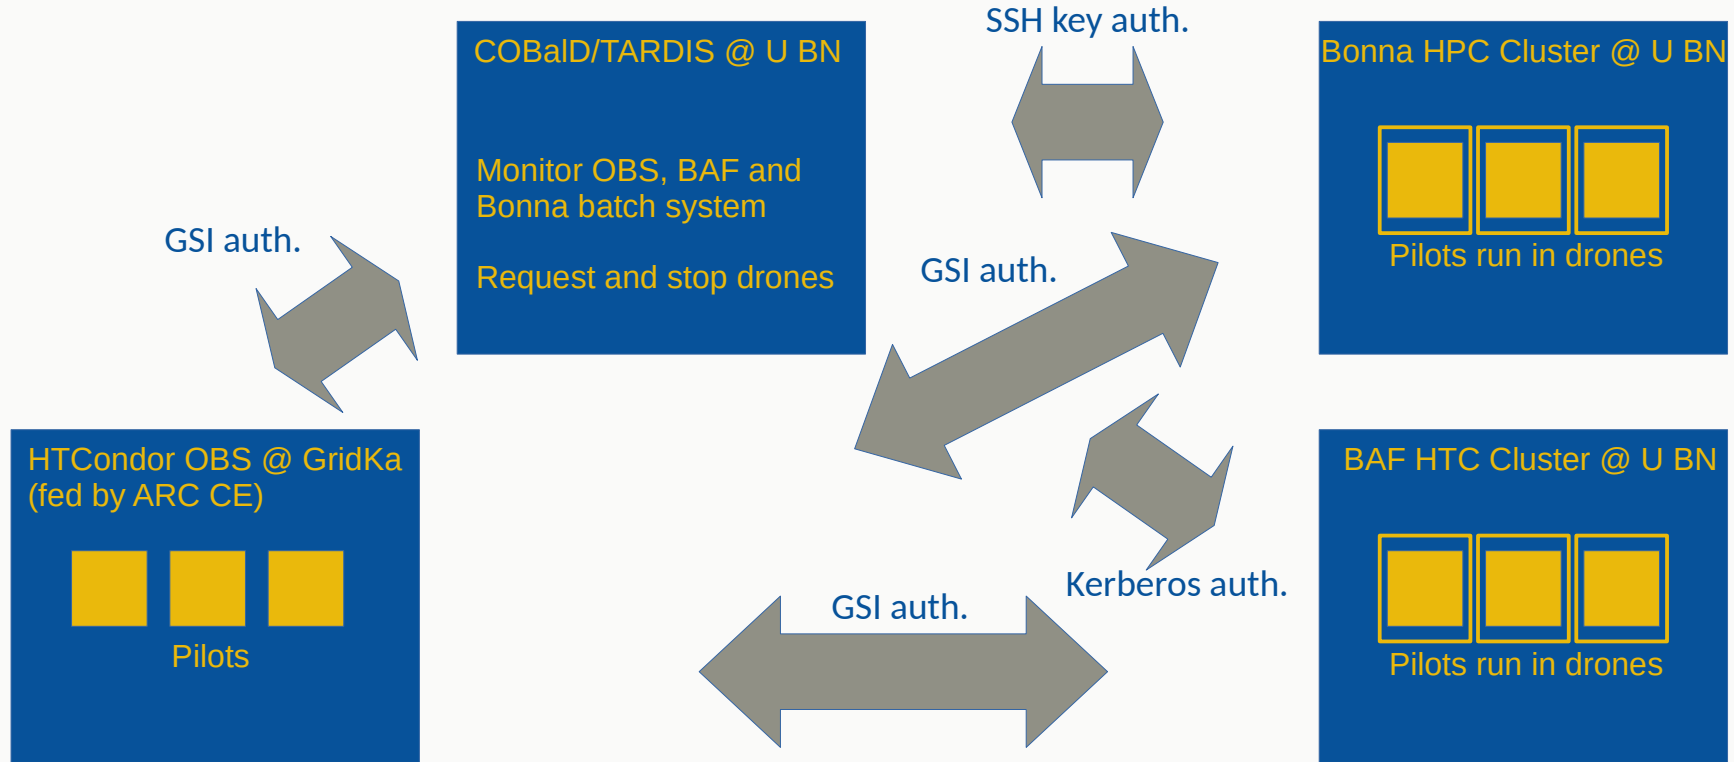 SSH key auth.
COBalD/TARDIS @ U BN
Monitor OBS, BAF and
Bonna batch system
Request and stop drones
Bonna HPC Cluster @ U BN
Pilots run in drones
GSI auth.
GSI auth.
HTCondor OBS @ GridKa
(fed by ARC CE)
Pilots
BAF HTC Cluster @ U BN
Pilots run in drones
Kerberos auth.
GSI auth.